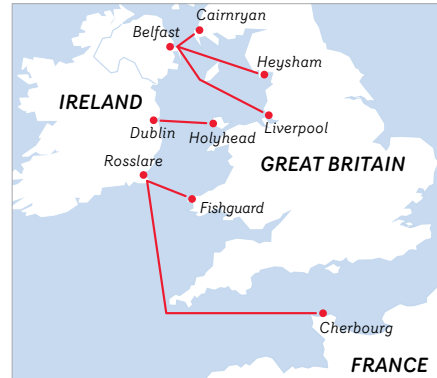 Cairnryan
Belfast
Heysham
IRELAND
Liverpool
Dublin
Holyhead
Rosslare
GREAT BRITAIN
Fishguard
Cherbourg
FRANCE